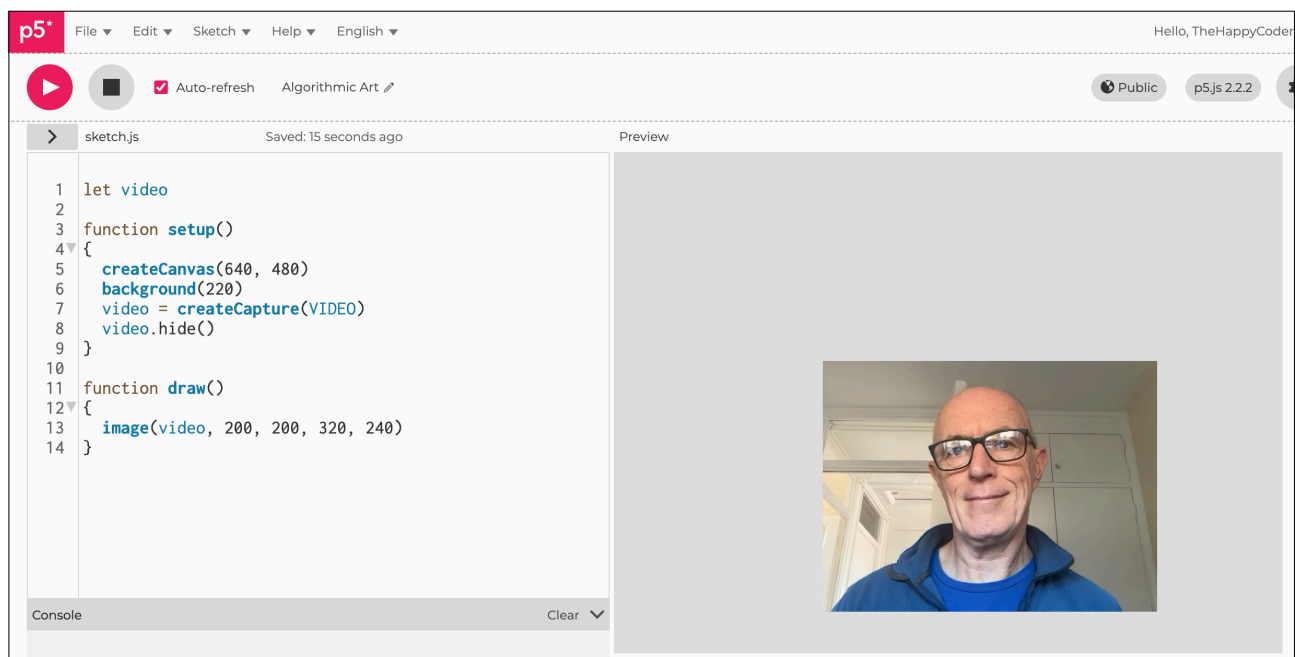 p5* File Edit Sketch Help English Hello, TheHappyCoder
Auto-refresh Algorithmic Art Public p5.js 2.2.2
sketch.js Saved: 15 seconds ago Preview
1 let video
2
3 function setup()
4 {
5 createCanvas(640, 480)
6 background(220)
7 video = createCapture(VIDEO)
8 video.hide()
9 }
10
11 function draw()
12 {
13 image(video, 200, 200, 320, 240)
14 }
Console Clear